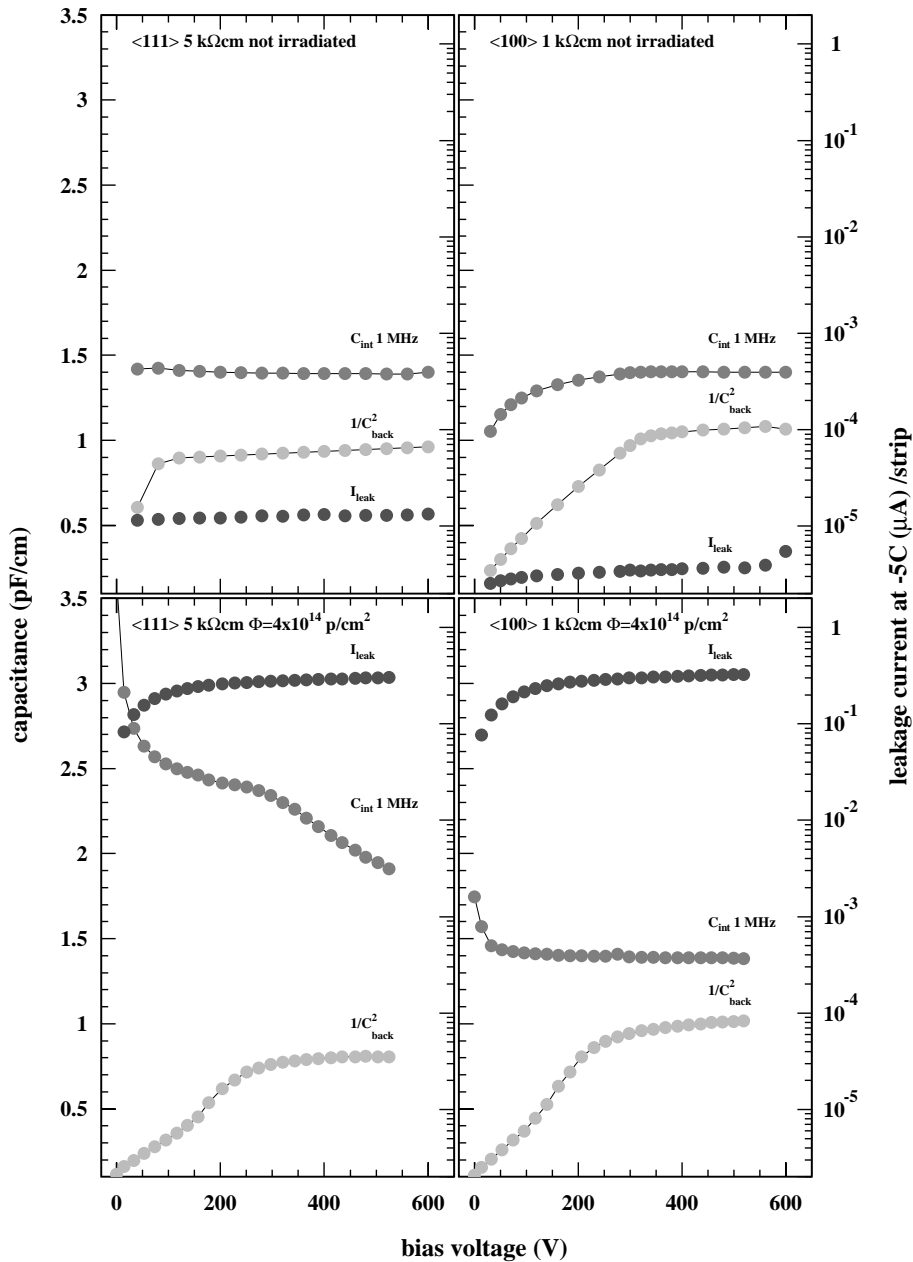 <111> 5 kΩcm not irradiated
<100> 1 kΩcm not irradiated
3.5
3
2.5
2
1.5
1
0.5
C_int 1 MHz
1/C²_back
I_leak
C_int 1 MHz
1/C²_back
I_leak
1
10⁻¹
10⁻²
10⁻³
10⁻⁴
10⁻⁵
<111> 5 kΩcm Φ=4x10¹⁴ p/cm²
<100> 1 kΩcm Φ=4x10¹⁴ p/cm²
3.5
3
2.5
2
1.5
1
0.5
I_leak
C_int 1 MHz
1/C²_back
I_leak
C_int 1 MHz
1/C²_back
1
10⁻¹
10⁻²
10⁻³
10⁻⁴
10⁻⁵
0 200 400 600
0 200 400 600
capacitance (pF/cm)
leakage current at -5C (μA) /strip
bias voltage (V)